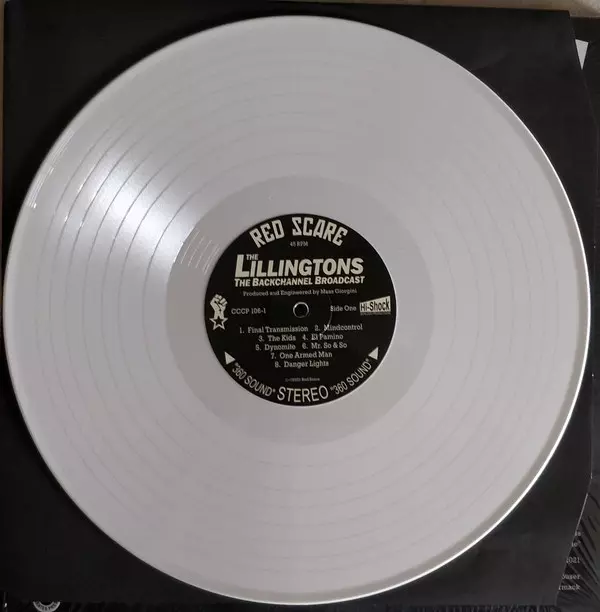 RED SCARE
45 RPM
THE
LILLINGTONS
THE BACKCHANNEL BROADCAST
Produced and Engineered by Mass Giorgini
CCCP 106-1
Side One
Hi-Shock
1. Final Transmission 2. Mindcontrol
3. The Kids 4. El Pamino
5. Dynomite 6. Mr. So & So
7. One Armed Man
8. Danger Lights
Red Scare
"360 SOUND" STEREO "360 SOUND"